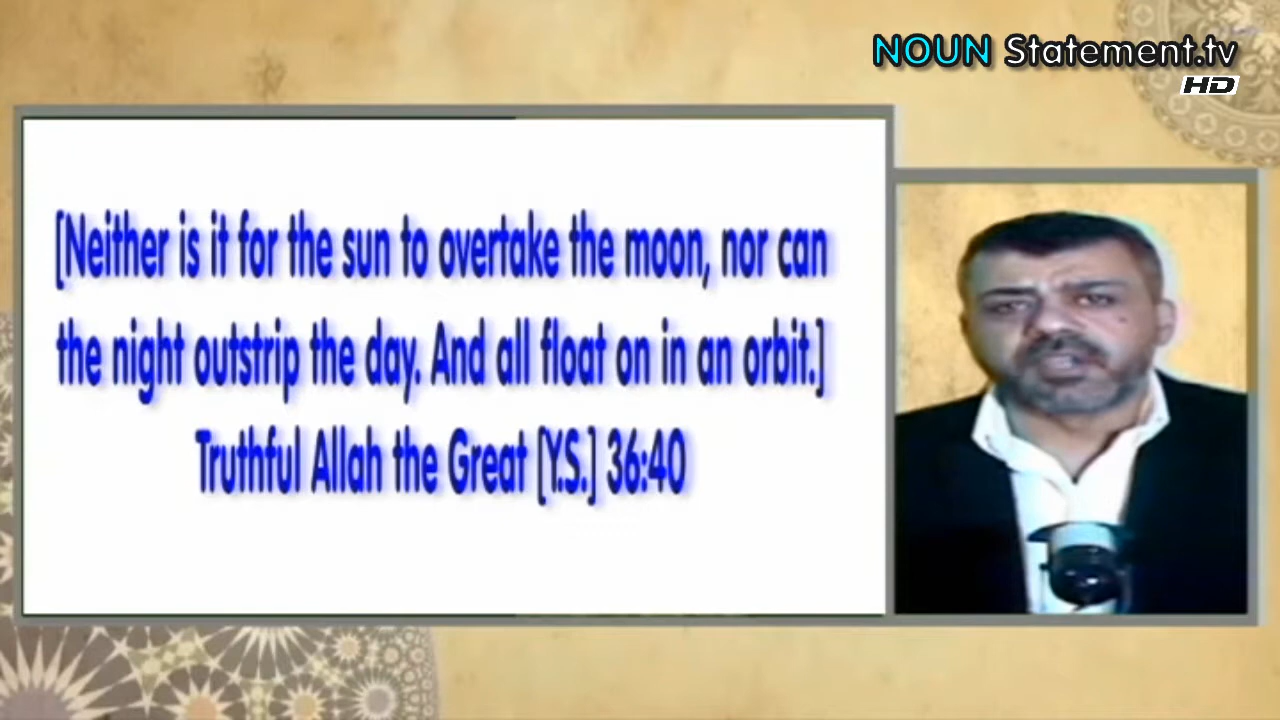 NOUN Statement.tv
HD
[Neither is it for the sun to overtake the moon, nor can
the night outstrip the day. And all float on in an orbit.]
Truthful Allah the Great [Y.S.] 36:40